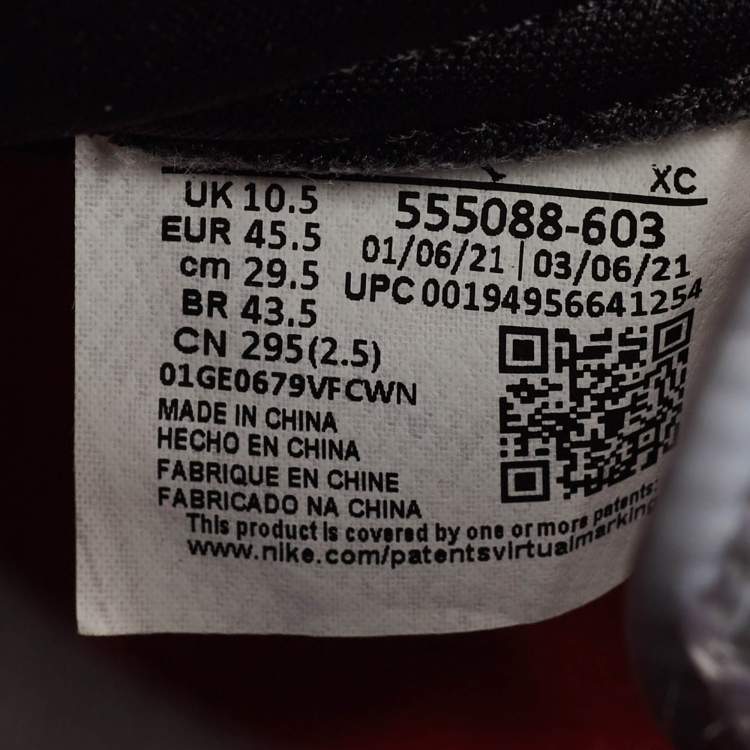 XC
UK 10.5
EUR 45.5
cm 29.5
BR 43.5
CN 295(2.5)
555088-603
01/06/21 | 03/06/21
UPC 00194956641254
01GE0679VFCWN
MADE IN CHINA
HECHO EN CHINA
FABRIQUE EN CHINE
FABRICADO NA CHINA
This product is covered by one or more patents:
www.nike.com/patentsvirtualmarking